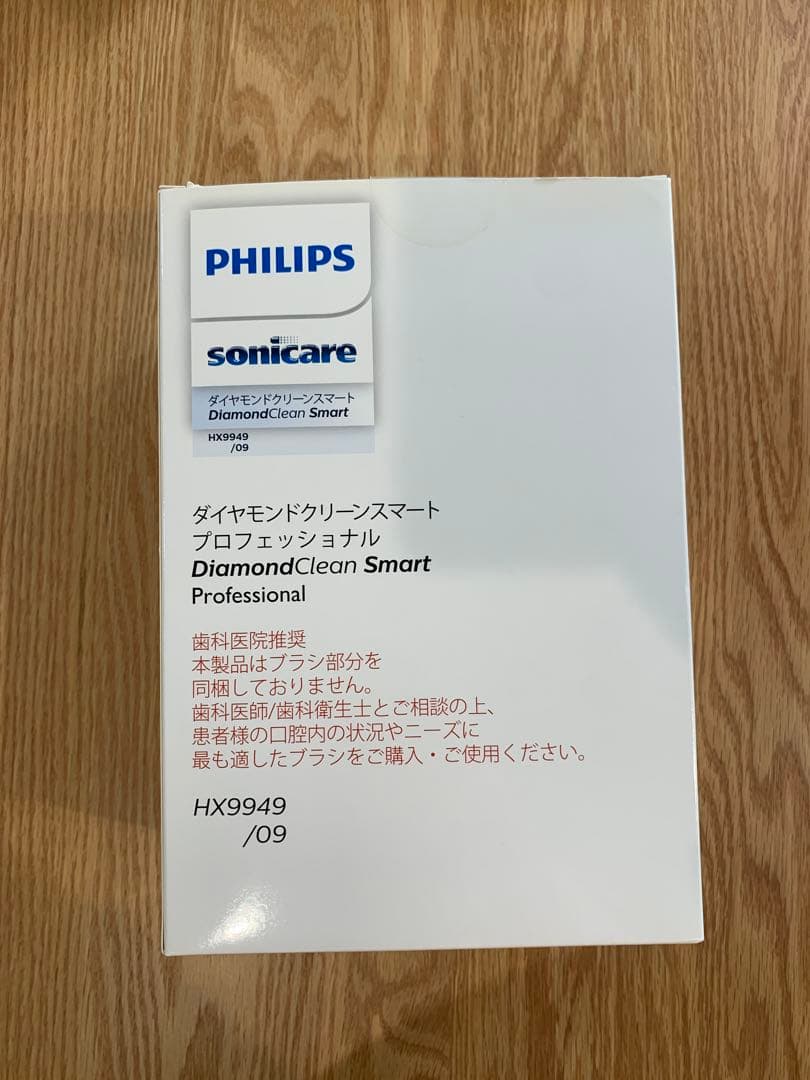 PHILIPS
sonicare
ダイヤモンドクリーンスマート
DiamondClean Smart
HX9949
/09
ダイヤモンドクリーンスマート
プロフェッショナル
DiamondClean Smart
Professional
歯科医院推奨
本製品はブラシ部分を
同梱しておりません。
歯科医師/歯科衛生士とご相談の上、
患者様の口腔内の状況やニーズに
最も適したブラシをご購入・ご使用ください。
HX9949
/09